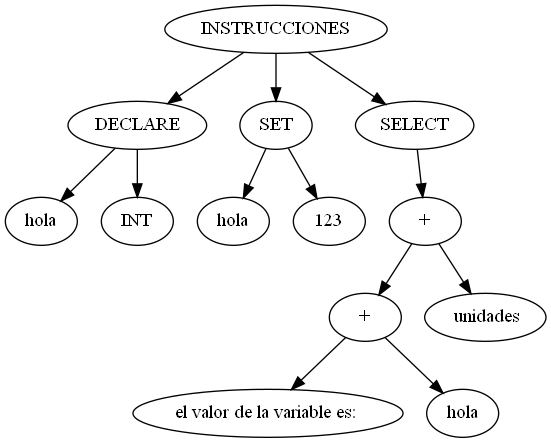 INSTRUCCIONES
DECLARE
SET
SELECT
hola
INT
hola
123
+
+
unidades
el valor de la variable es:
hola